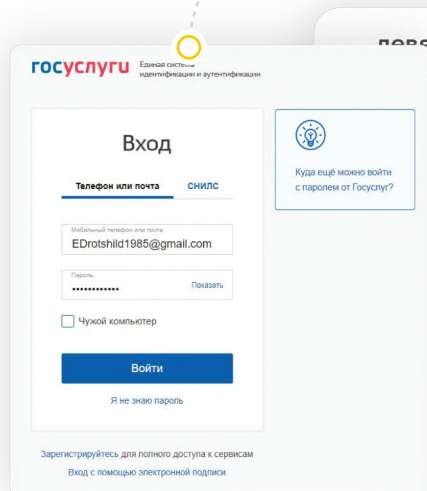 госуслуги
Единая система
идентификации и аутентификации
Вход
Телефон или почта СНИЛС
Мобильный телефон или почта
EDrotshild1985@gmail.com
Пароль
•••••••••••• Показать
Чужой компьютер
Войти
Я не знаю пароль
Зарегистрируйтесь для полного доступа к сервисам
Вход с помощью электронной подписи
Куда ещё можно войти
с паролем от Госуслуг?